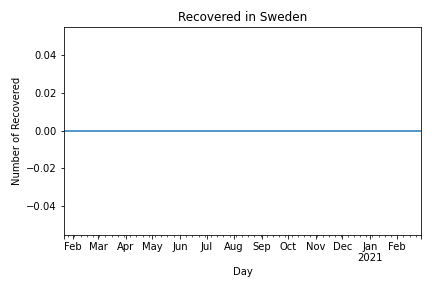 Recovered in Sweden
Number of Recovered
0.04
0.02
0.00
−0.02
−0.04
Feb Mar Apr May Jun Jul Aug Sep Oct Nov Dec Jan Feb
2021
Day